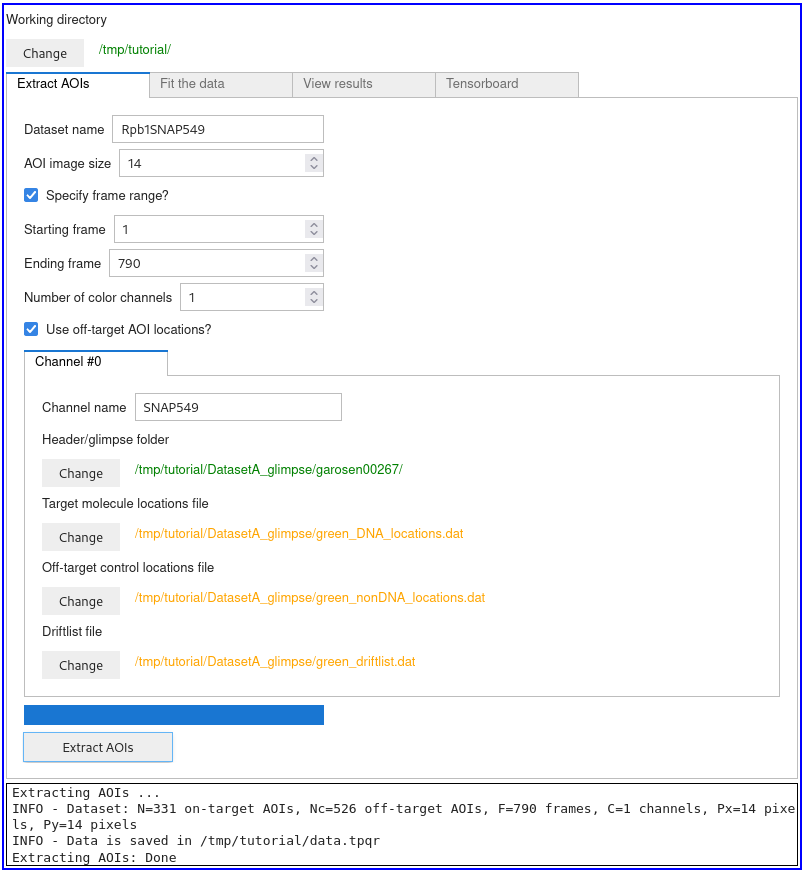 Working directory
Change /tmp/tutorial/
Extract AOIs Fit the data View results Tensorboard
Dataset name Rpb1SNAP549
AOI image size 14
Specify frame range?
Starting frame 1
Ending frame 790
Number of color channels 1
Use off-target AOI locations?
Channel #0
Channel name SNAP549
Header/glimpse folder
Change /tmp/tutorial/DatasetA_glimpse/garosen00267/
Target molecule locations file
Change /tmp/tutorial/DatasetA_glimpse/green_DNA_locations.dat
Off-target control locations file
Change /tmp/tutorial/DatasetA_glimpse/green_nonDNA_locations.dat
Driftlist file
Change /tmp/tutorial/DatasetA_glimpse/green_driftlist.dat
Extract AOIs
Extracting AOIs ...
INFO - Dataset: N=331 on-target AOIs, Nc=526 off-target AOIs, F=790 frames, C=1 channels, Px=14 pixe
ls, Py=14 pixels
INFO - Data is saved in /tmp/tutorial/data.tpqr
Extracting AOIs: Done